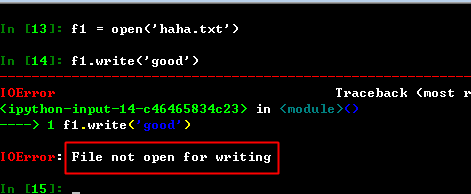 In [13]: f1 = open('haha.txt')
In [14]: f1.write('good')
IOError Traceback (most r
<ipython-input-14-c46465834c23> in <module>()
----> 1 f1.write('good')
IOError: File not open for writing
In [15]: _